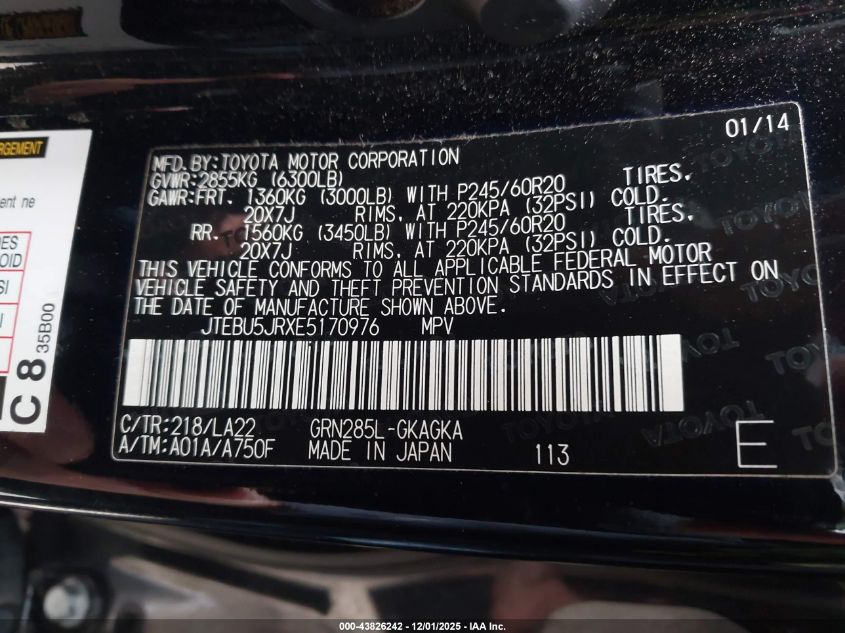 01/14
MFD. BY: TOYOTA MOTOR CORPORATION
GVWR: 2855KG (6300LB)
GAWR: FRT. 1360KG (3000LB) WITH P245/60R20 TIRES,
20X7J RIMS, AT 220KPA (32PSI) COLD.
RR. 1560KG (3450LB) WITH P245/60R20 TIRES,
20X7J RIMS, AT 220KPA (32PSI) COLD.
THIS VEHICLE CONFORMS TO ALL APPLICABLE FEDERAL MOTOR
VEHICLE SAFETY AND THEFT PREVENTION STANDARDS IN EFFECT ON
THE DATE OF MANUFACTURE SHOWN ABOVE.
JTEBU5JRXE5170976 MPV
C/TR: 218/LA22 GRN285L-GKAGKA
A/TM: A01A/A750F MADE IN JAPAN 113 E
TOYOTA
TOYOTA
TOYOTA
C8
35B00
000-43826242 - 12/01/2025 - IAA Inc.